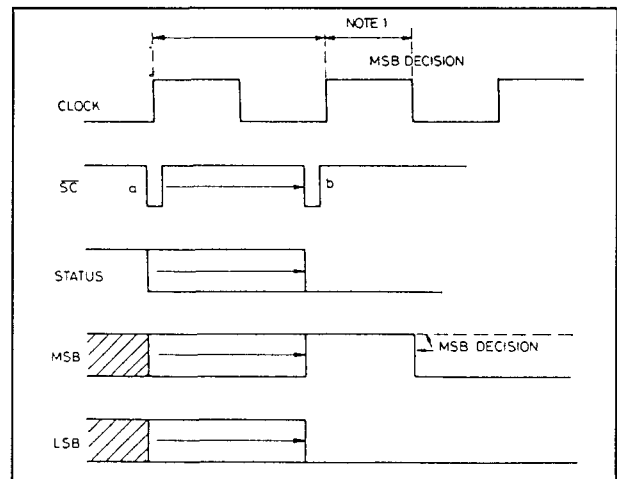 NOTE 1
MSB DECISION
CLOCK
SC
a
b
STATUS
MSB
MSB DECISION
LSB